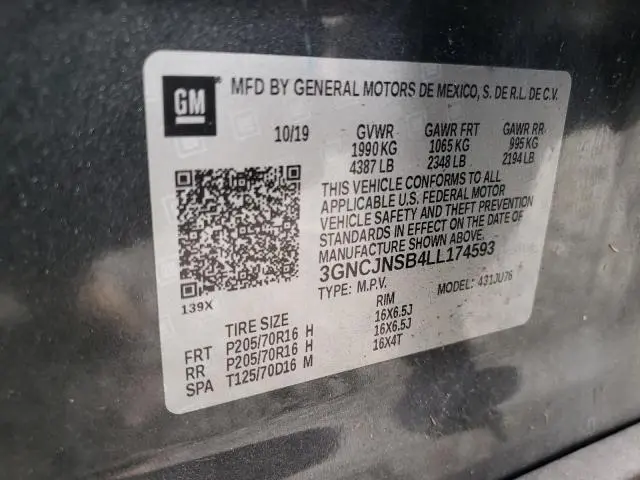 GM MFD BY GENERAL MOTORS DE MEXICO, S. DE R.L. DE C.V.
10/19 GVWR GAWR FRT GAWR RR
1990 KG 1065 KG 995 KG
4387 LB 2348 LB 2194 LB
THIS VEHICLE CONFORMS TO ALL
APPLICABLE U.S. FEDERAL MOTOR
VEHICLE SAFETY AND THEFT PREVENTION
STANDARDS IN EFFECT ON THE DATE OF
MANUFACTURE SHOWN ABOVE.
3GNCJNSB4LL174593
TYPE: M.P.V. MODEL: 431JU76
139X
TIRE SIZE RIM
FRT P205/70R16 H 16X6.5J
RR P205/70R16 H 16X6.5J
SPA T125/70D16 M 16X4T